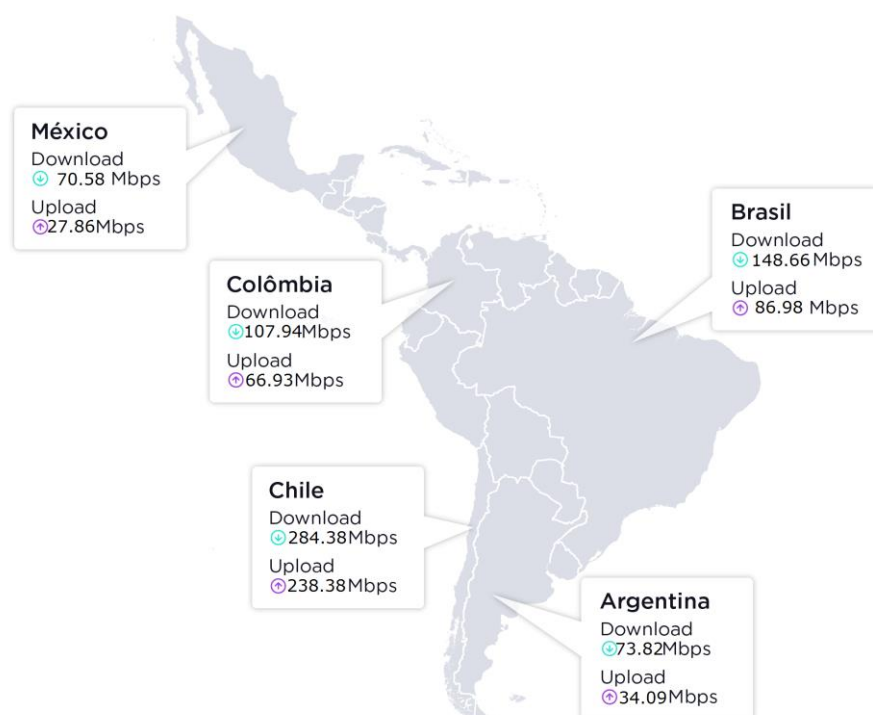 México
Download
70.58 Mbps
Upload
27.86Mbps
Brasil
Download
148.66Mbps
Upload
86.98 Mbps
Colômbia
Download
107.94Mbps
Upload
66.93Mbps
Chile
Download
284.38Mbps
Upload
238.38Mbps
Argentina
Download
73.82Mbps
Upload
34.09Mbps